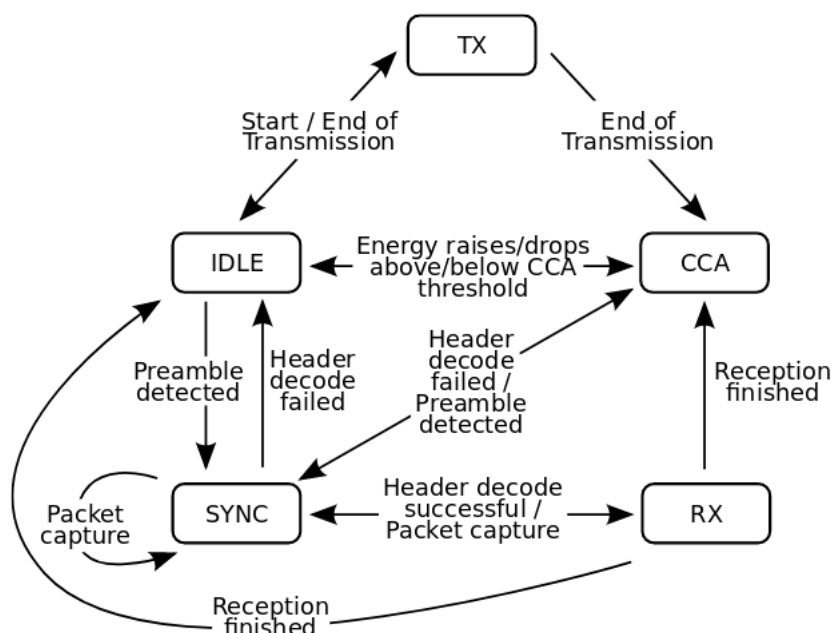 TX
Start / End of
Transmission
End of
Transmission
IDLE
Energy raises/drops
above/below CCA
threshold
CCA
Preamble
detected
Header
decode
failed
Header
decode
failed /
Preamble
detected
Reception
finished
Packet
capture
SYNC
Header decode
successful /
Packet capture
RX
Reception
finished